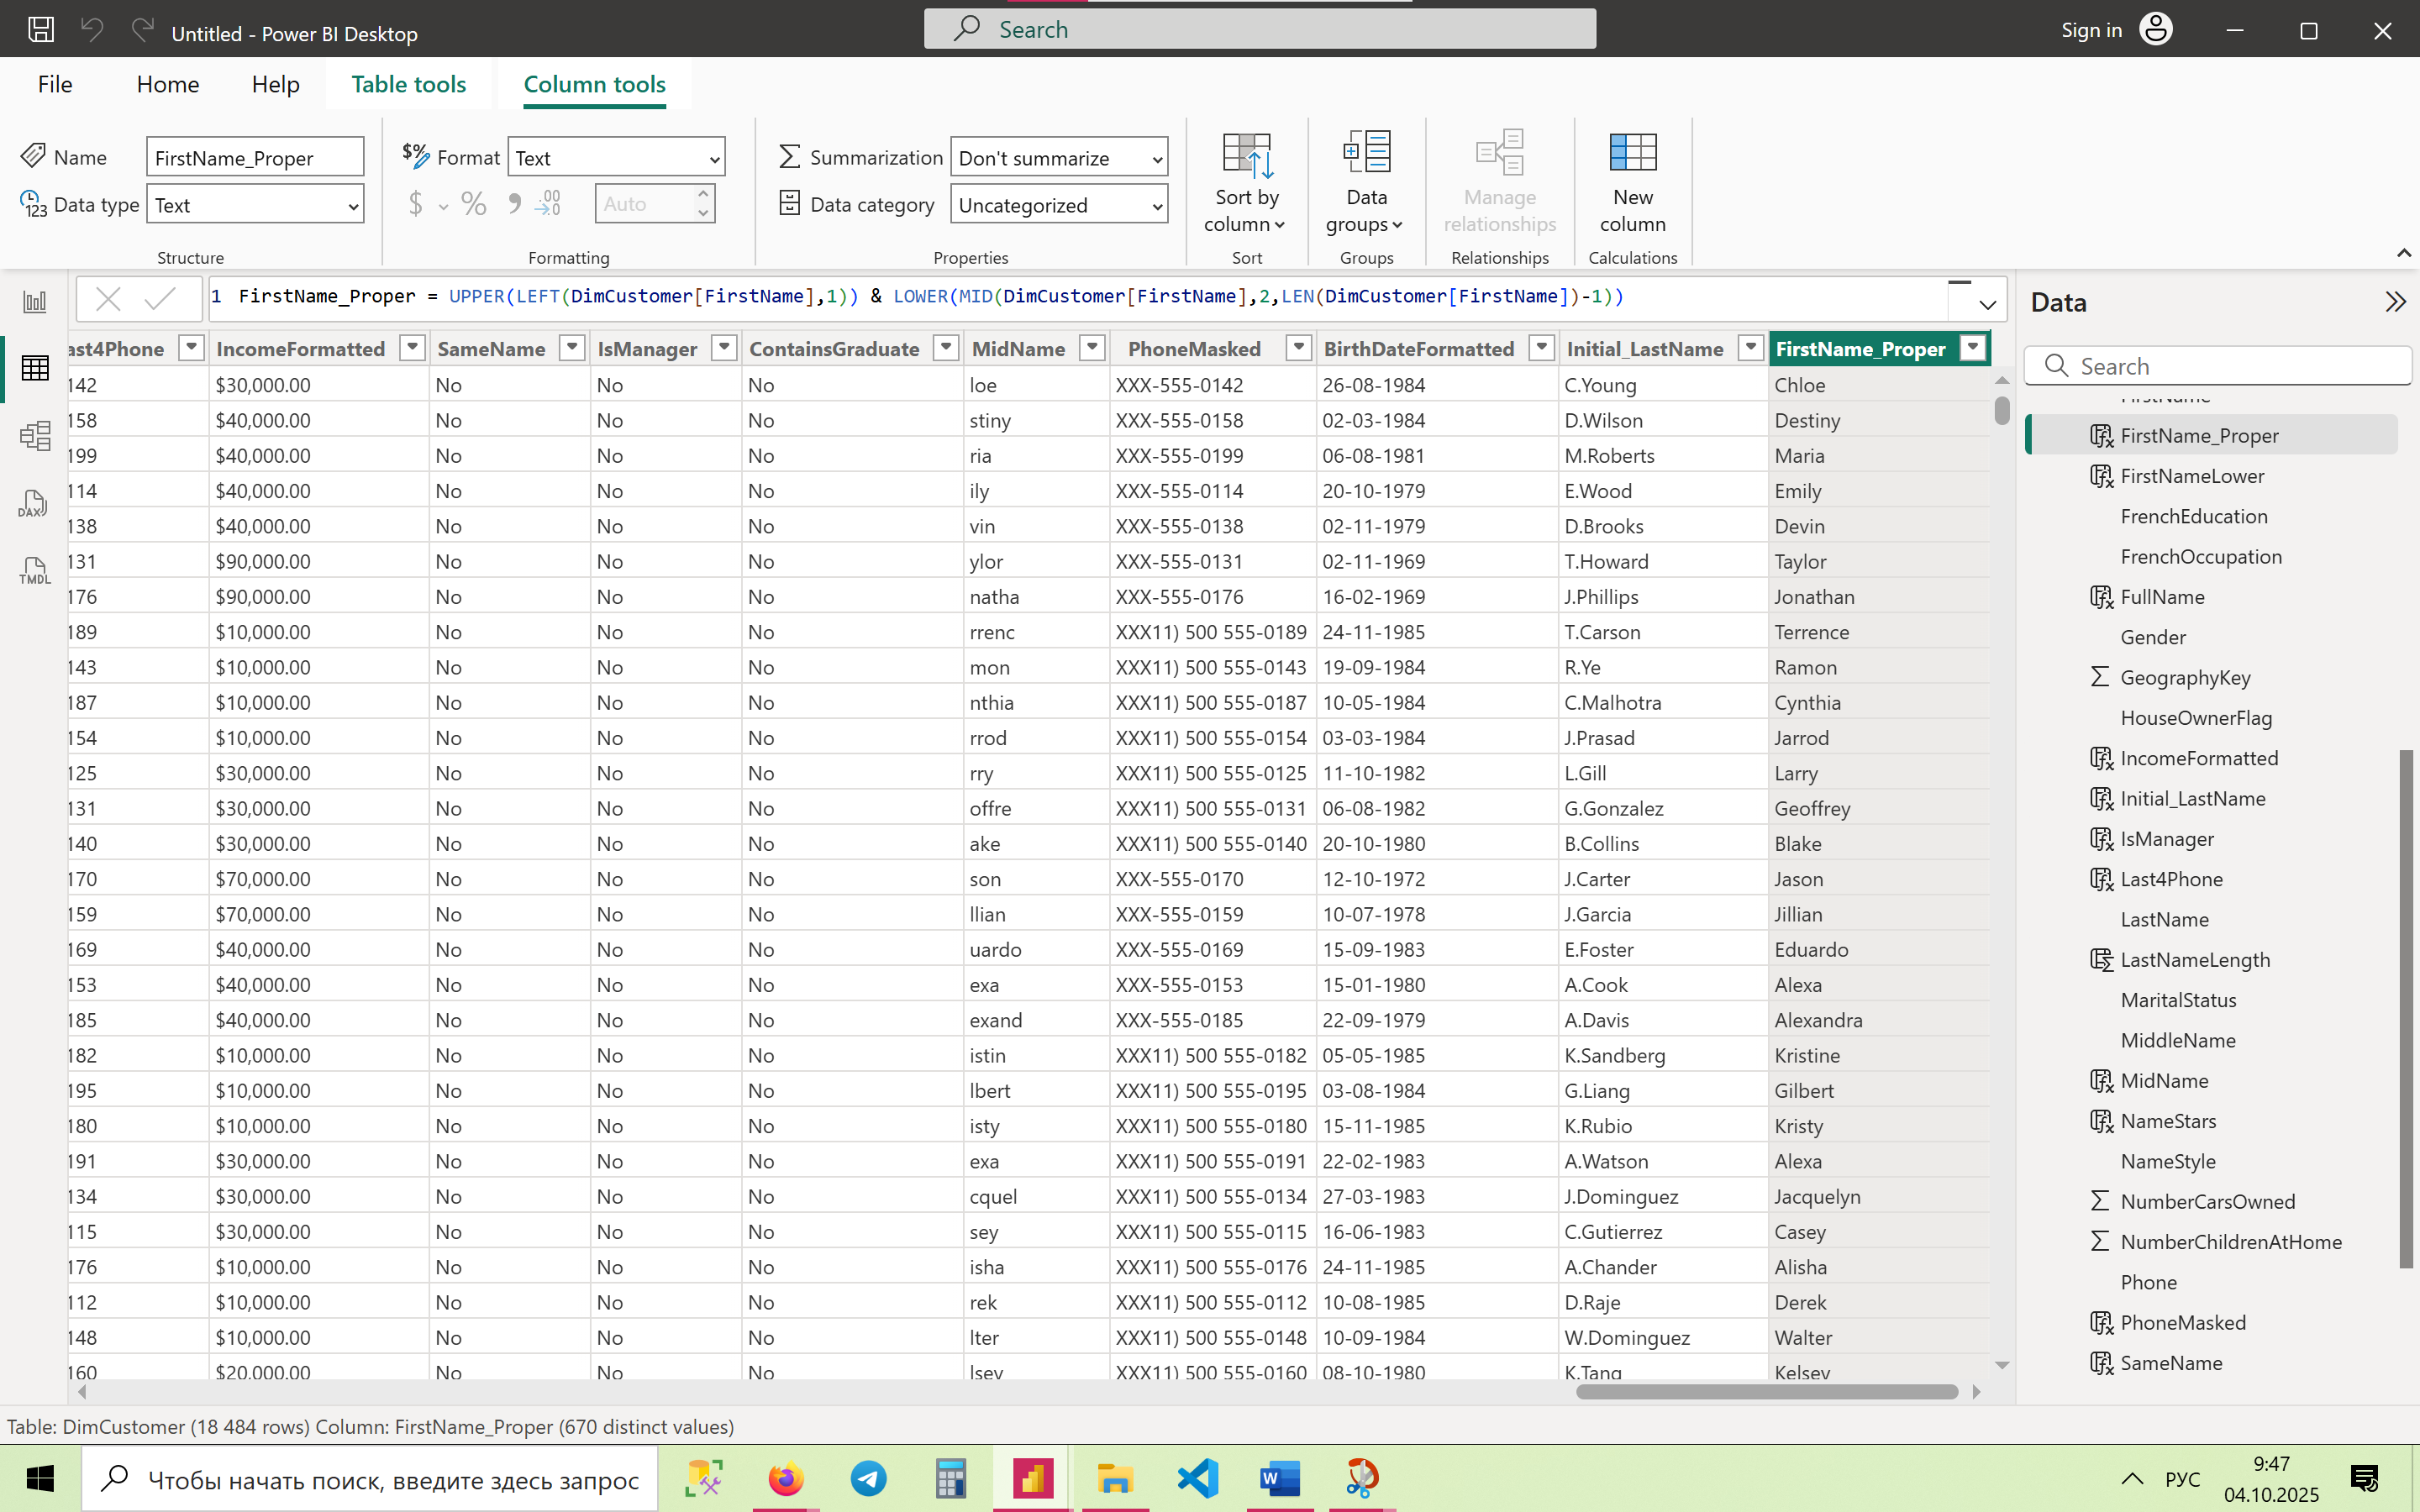 Untitled - Power BI Desktop
Search
Sign in
File Home Help Table tools Column tools
Name FirstName_Proper
$% Format Text
Summarization Don't summarize
Data type Text
$ % 9 .00 Auto
Data category Uncategorized
Sort by column
Data groups
Manage relationships
New column
Structure Formatting Properties Sort Groups Relationships Calculations
1 FirstName_Proper = UPPER(LEFT(DimCustomer[FirstName],1)) & LOWER(MID(DimCustomer[FirstName],2,LEN(DimCustomer[FirstName])-1))
ast4Phone IncomeFormatted SameName IsManager ContainsGraduate MidName PhoneMasked BirthDateFormatted Initial_LastName FirstName_Proper
142 $30,000.00 No No No loe XXX-555-0142 26-08-1984 C.Young Chloe
158 $40,000.00 No No No stiny XXX-555-0158 02-03-1984 D.Wilson Destiny
199 $40,000.00 No No No ria XXX-555-0199 06-08-1981 M.Roberts Maria
114 $40,000.00 No No No ily XXX-555-0114 20-10-1979 E.Wood Emily
138 $40,000.00 No No No vin XXX-555-0138 02-11-1979 D.Brooks Devin
131 $90,000.00 No No No ylor XXX-555-0131 02-11-1969 T.Howard Taylor
176 $90,000.00 No No No natha XXX-555-0176 16-02-1969 J.Phillips Jonathan
189 $10,000.00 No No No rrenc XXX11) 500 555-0189 24-11-1985 T.Carson Terrence
143 $10,000.00 No No No mon XXX11) 500 555-0143 19-09-1984 R.Ye Ramon
187 $10,000.00 No No No nthia XXX11) 500 555-0187 10-05-1984 C.Malhotra Cynthia
154 $10,000.00 No No No rrod XXX11) 500 555-0154 03-03-1984 J.Prasad Jarrod
125 $30,000.00 No No No rry XXX11) 500 555-0125 11-10-1982 L.Gill Larry
131 $30,000.00 No No No offre XXX11) 500 555-0131 06-08-1982 G.Gonzalez Geoffrey
140 $30,000.00 No No No ake XXX11) 500 555-0140 20-10-1980 B.Collins Blake
170 $70,000.00 No No No son XXX-555-0170 12-10-1972 J.Carter Jason
159 $70,000.00 No No No llian XXX-555-0159 10-07-1978 J.Garcia Jillian
169 $40,000.00 No No No uardo XXX-555-0169 15-09-1983 E.Foster Eduardo
153 $40,000.00 No No No exa XXX-555-0153 15-01-1980 A.Cook Alexa
185 $40,000.00 No No No exand XXX-555-0185 22-09-1979 A.Davis Alexandra
182 $10,000.00 No No No istin XXX11) 500 555-0182 05-05-1985 K.Sandberg Kristine
195 $10,000.00 No No No lbert XXX11) 500 555-0195 03-08-1984 G.Liang Gilbert
180 $10,000.00 No No No isty XXX11) 500 555-0180 15-11-1985 K.Rubio Kristy
191 $30,000.00 No No No exa XXX11) 500 555-0191 22-02-1983 A.Watson Alexa
134 $30,000.00 No No No cquel XXX11) 500 555-0134 27-03-1983 J.Dominguez Jacquelyn
115 $30,000.00 No No No sey XXX11) 500 555-0115 16-06-1983 C.Gutierrez Casey
176 $10,000.00 No No No isha XXX11) 500 555-0176 24-11-1985 A.Chander Alisha
112 $10,000.00 No No No rek XXX11) 500 555-0112 10-08-1985 D.Raje Derek
148 $10,000.00 No No No lter XXX11) 500 555-0148 10-09-1984 W.Dominguez Walter
160 $20,000.00 No No No lsey XXX11) 500 555-0160 08-10-1980 K.Tang Kelsey
DAX
TMDL
Data
Search
FirstName
FirstName_Proper
FirstNameLower
FrenchEducation
FrenchOccupation
FullName
Gender
GeographyKey
HouseOwnerFlag
IncomeFormatted
Initial_LastName
IsManager
Last4Phone
LastName
LastNameLength
MaritalStatus
MiddleName
MidName
NameStars
NameStyle
NumberCarsOwned
NumberChildrenAtHome
Phone
PhoneMasked
SameName
Table: DimCustomer (18 484 rows) Column: FirstName_Proper (670 distinct values)
Чтобы начать поиск, введите здесь запрос
РУС
9:47
04.10.2025